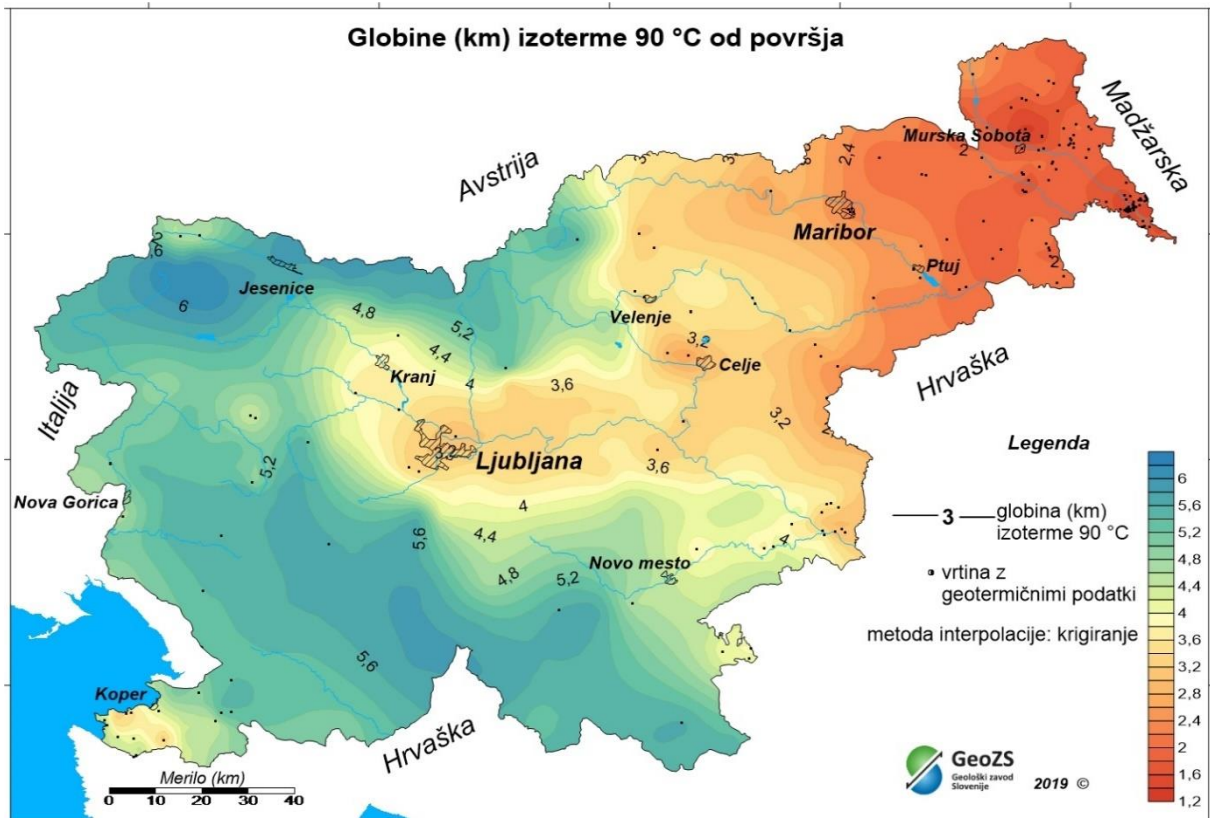 Globine (km) izoterme 90 °C od površja
Avstrija
Madžarska
Murska Sobota
2
2,4
3
Maribor
Ptuj
2
Jesenice
6
4,8
5,2
4,4
Velenje
3,2
Celje
Kranj
4
3,6
Hrvaška
Italija
3,2
5,2
3,2
Ljubljana
3,6
Nova Gorica
4
5,6
4,4
4,8
5,2
Novo mesto
4
5,6
Koper
Hrvaška
Merilo (km)
0 10 20 30 40
Legenda
3
globina (km)
izoterme 90 °C
vrtina z
geotermičnimi podatki
metoda interpolacije: krigiranje
6
5,6
5,2
4,8
4,4
4
3,6
3,2
2,8
2,4
2
1,6
1,2
GeoZS
Geološki zavod
Slovenije
2019 ©